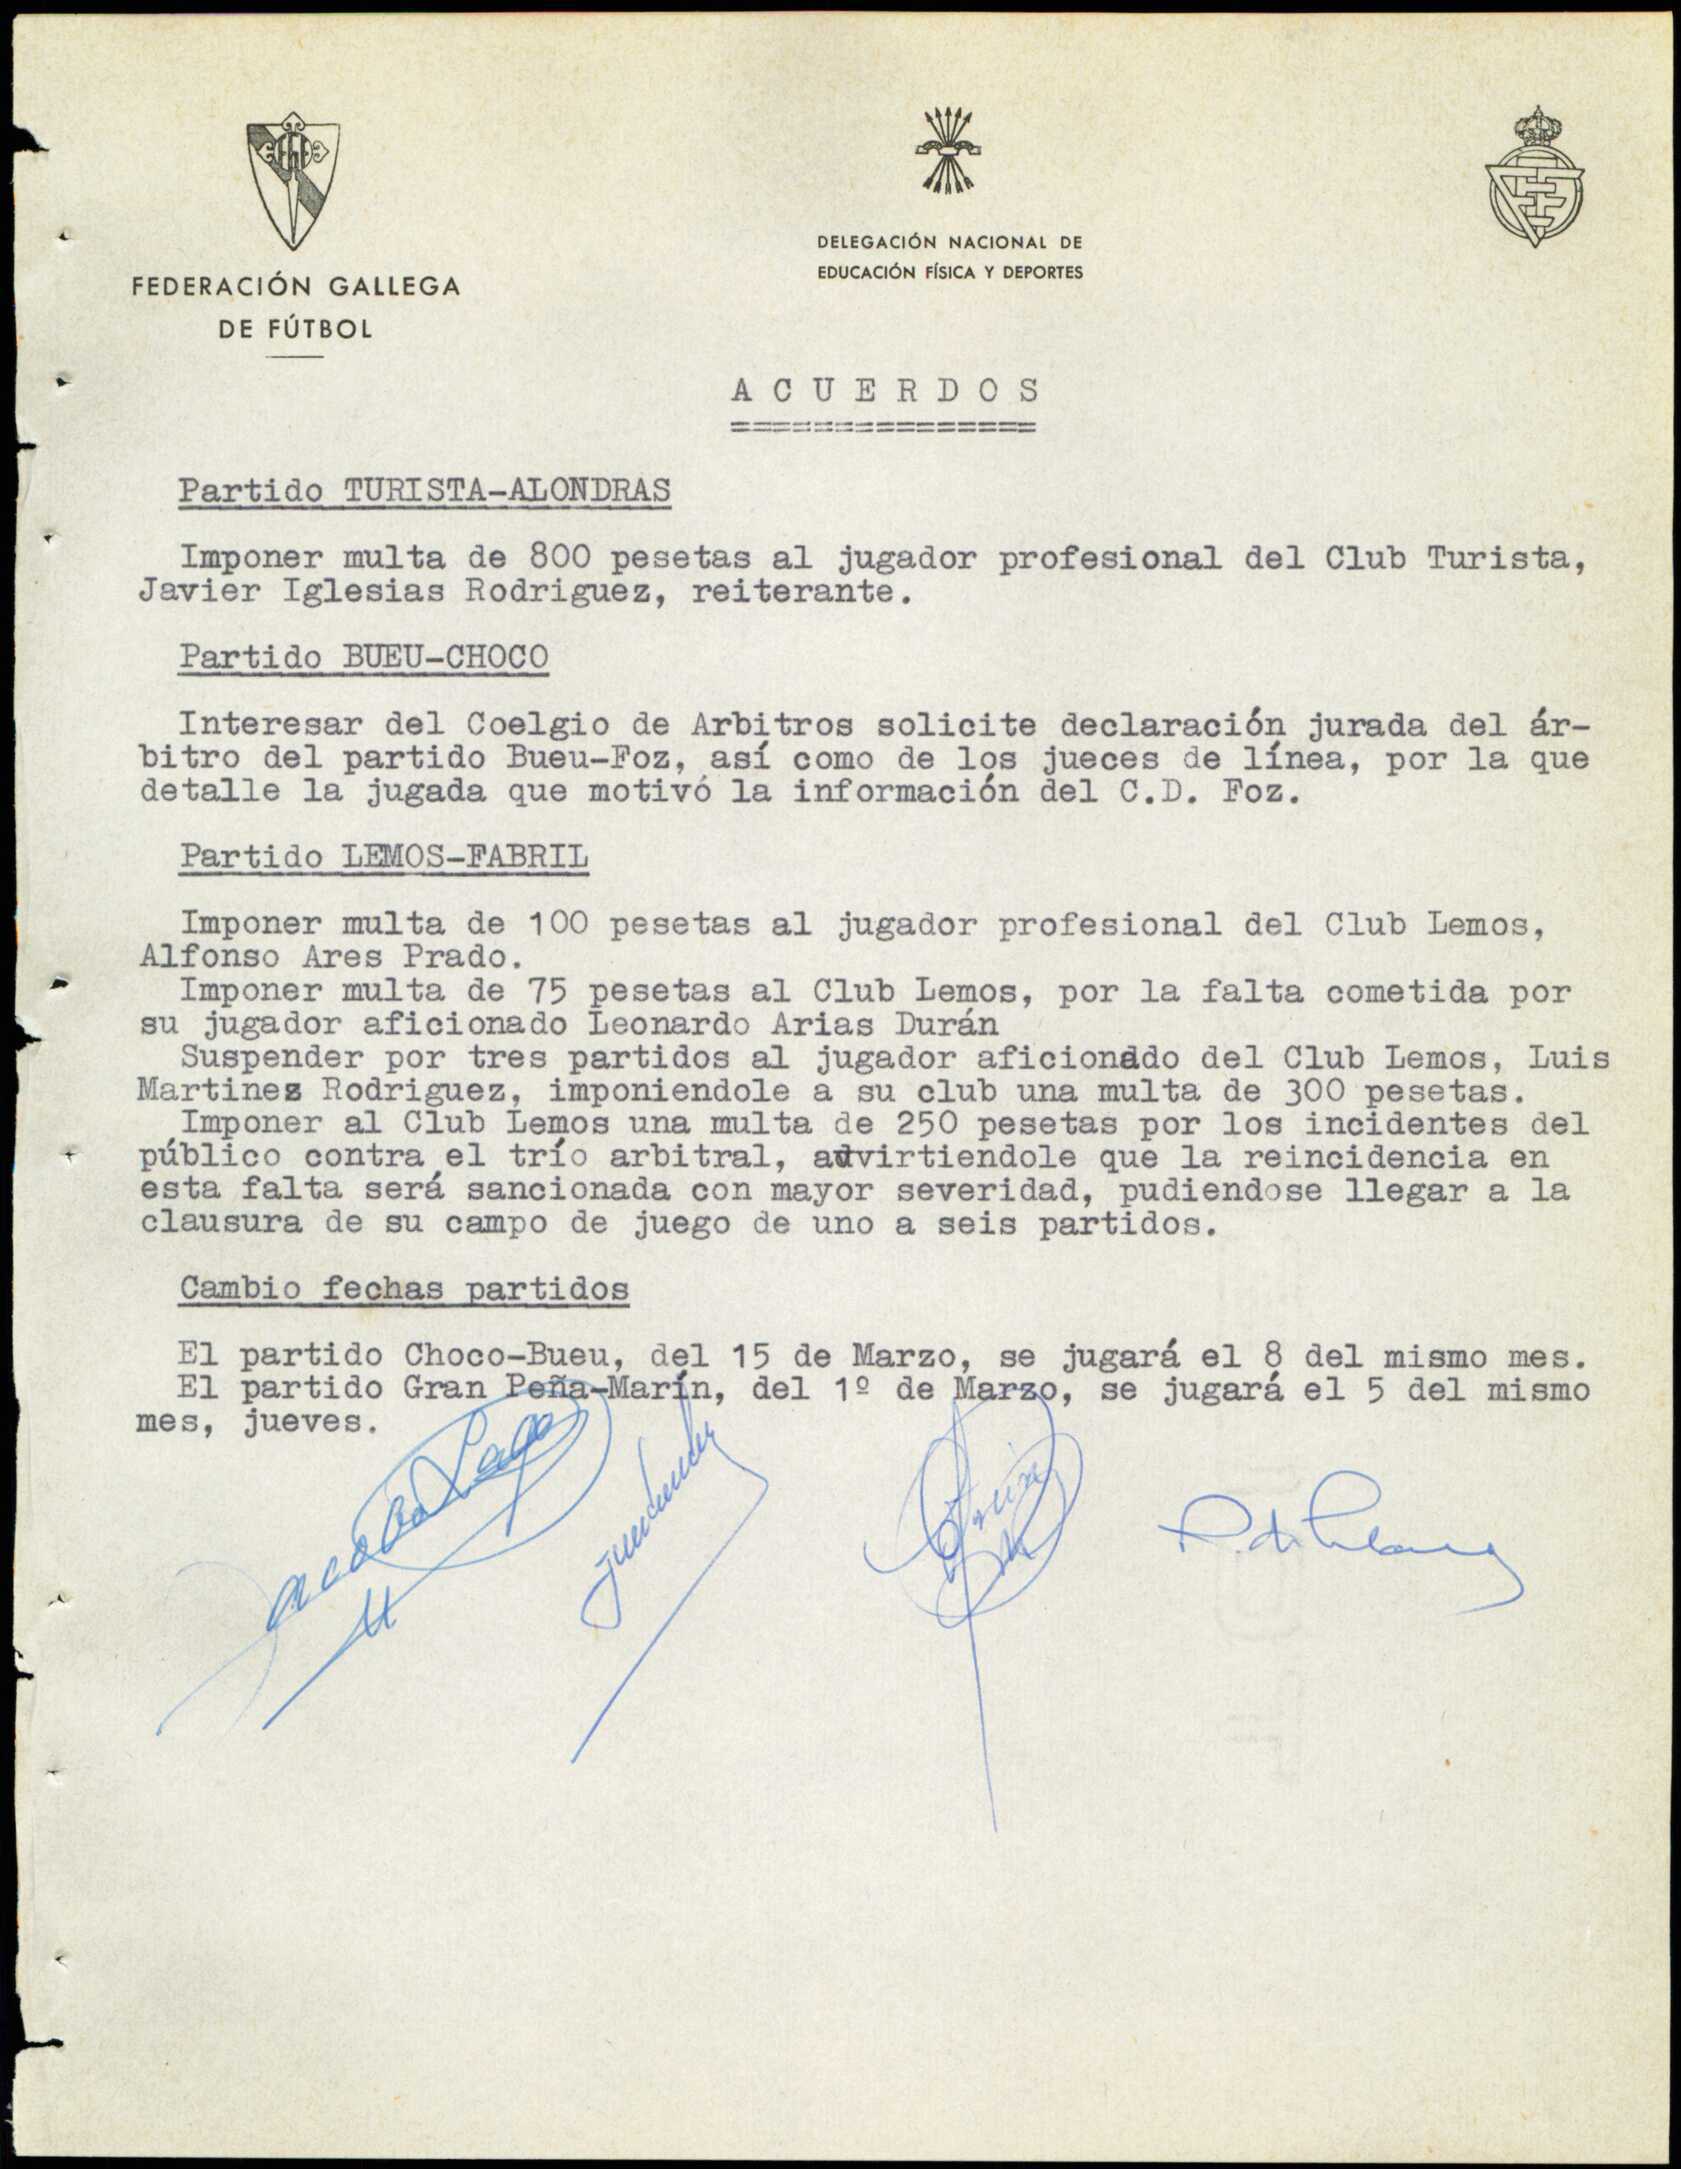 FEDERACIÓN GALLEGA
DE FÚTBOL
DELEGACIÓN NACIONAL DE
EDUCACIÓN FÍSICA Y DEPORTES
A C U E R D O S
===============
Partido TURISTA-ALONDRAS
Imponer multa de 800 pesetas al jugador profesional del Club Turista,
Javier Iglesias Rodriguez, reiterante.
Partido BUEU-CHOCO
Interesar del Coelgio de Arbitros solicite declaración jurada del ár-
bitro del partido Bueu-Foz, así como de los jueces de línea, por la que
detalle la jugada que motivó la información del C.D. Foz.
Partido LEMOS-FABRIL
Imponer multa de 100 pesetas al jugador profesional del Club Lemos,
Alfonso Ares Prado.
Imponer multa de 75 pesetas al Club Lemos, por la falta cometida por
su jugador aficionado Leonardo Arias Durán
Suspender por tres partidos al jugador aficionado del Club Lemos, Luis
Martinez Rodriguez, imponiendole a su club una multa de 300 pesetas.
Imponer al Club Lemos una multa de 250 pesetas por los incidentes del
público contra el trío arbitral, advirtiendole que la reincidencia en
esta falta será sancionada con mayor severidad, pudiendose llegar a la
clausura de su campo de juego de uno a seis partidos.
Cambio fechas partidos
El partido Choco-Bueu, del 15 de Marzo, se jugará el 8 del mismo mes.
El partido Gran Peña-Marín, del 1º de Marzo, se jugará el 5 del mismo
mes, jueves.